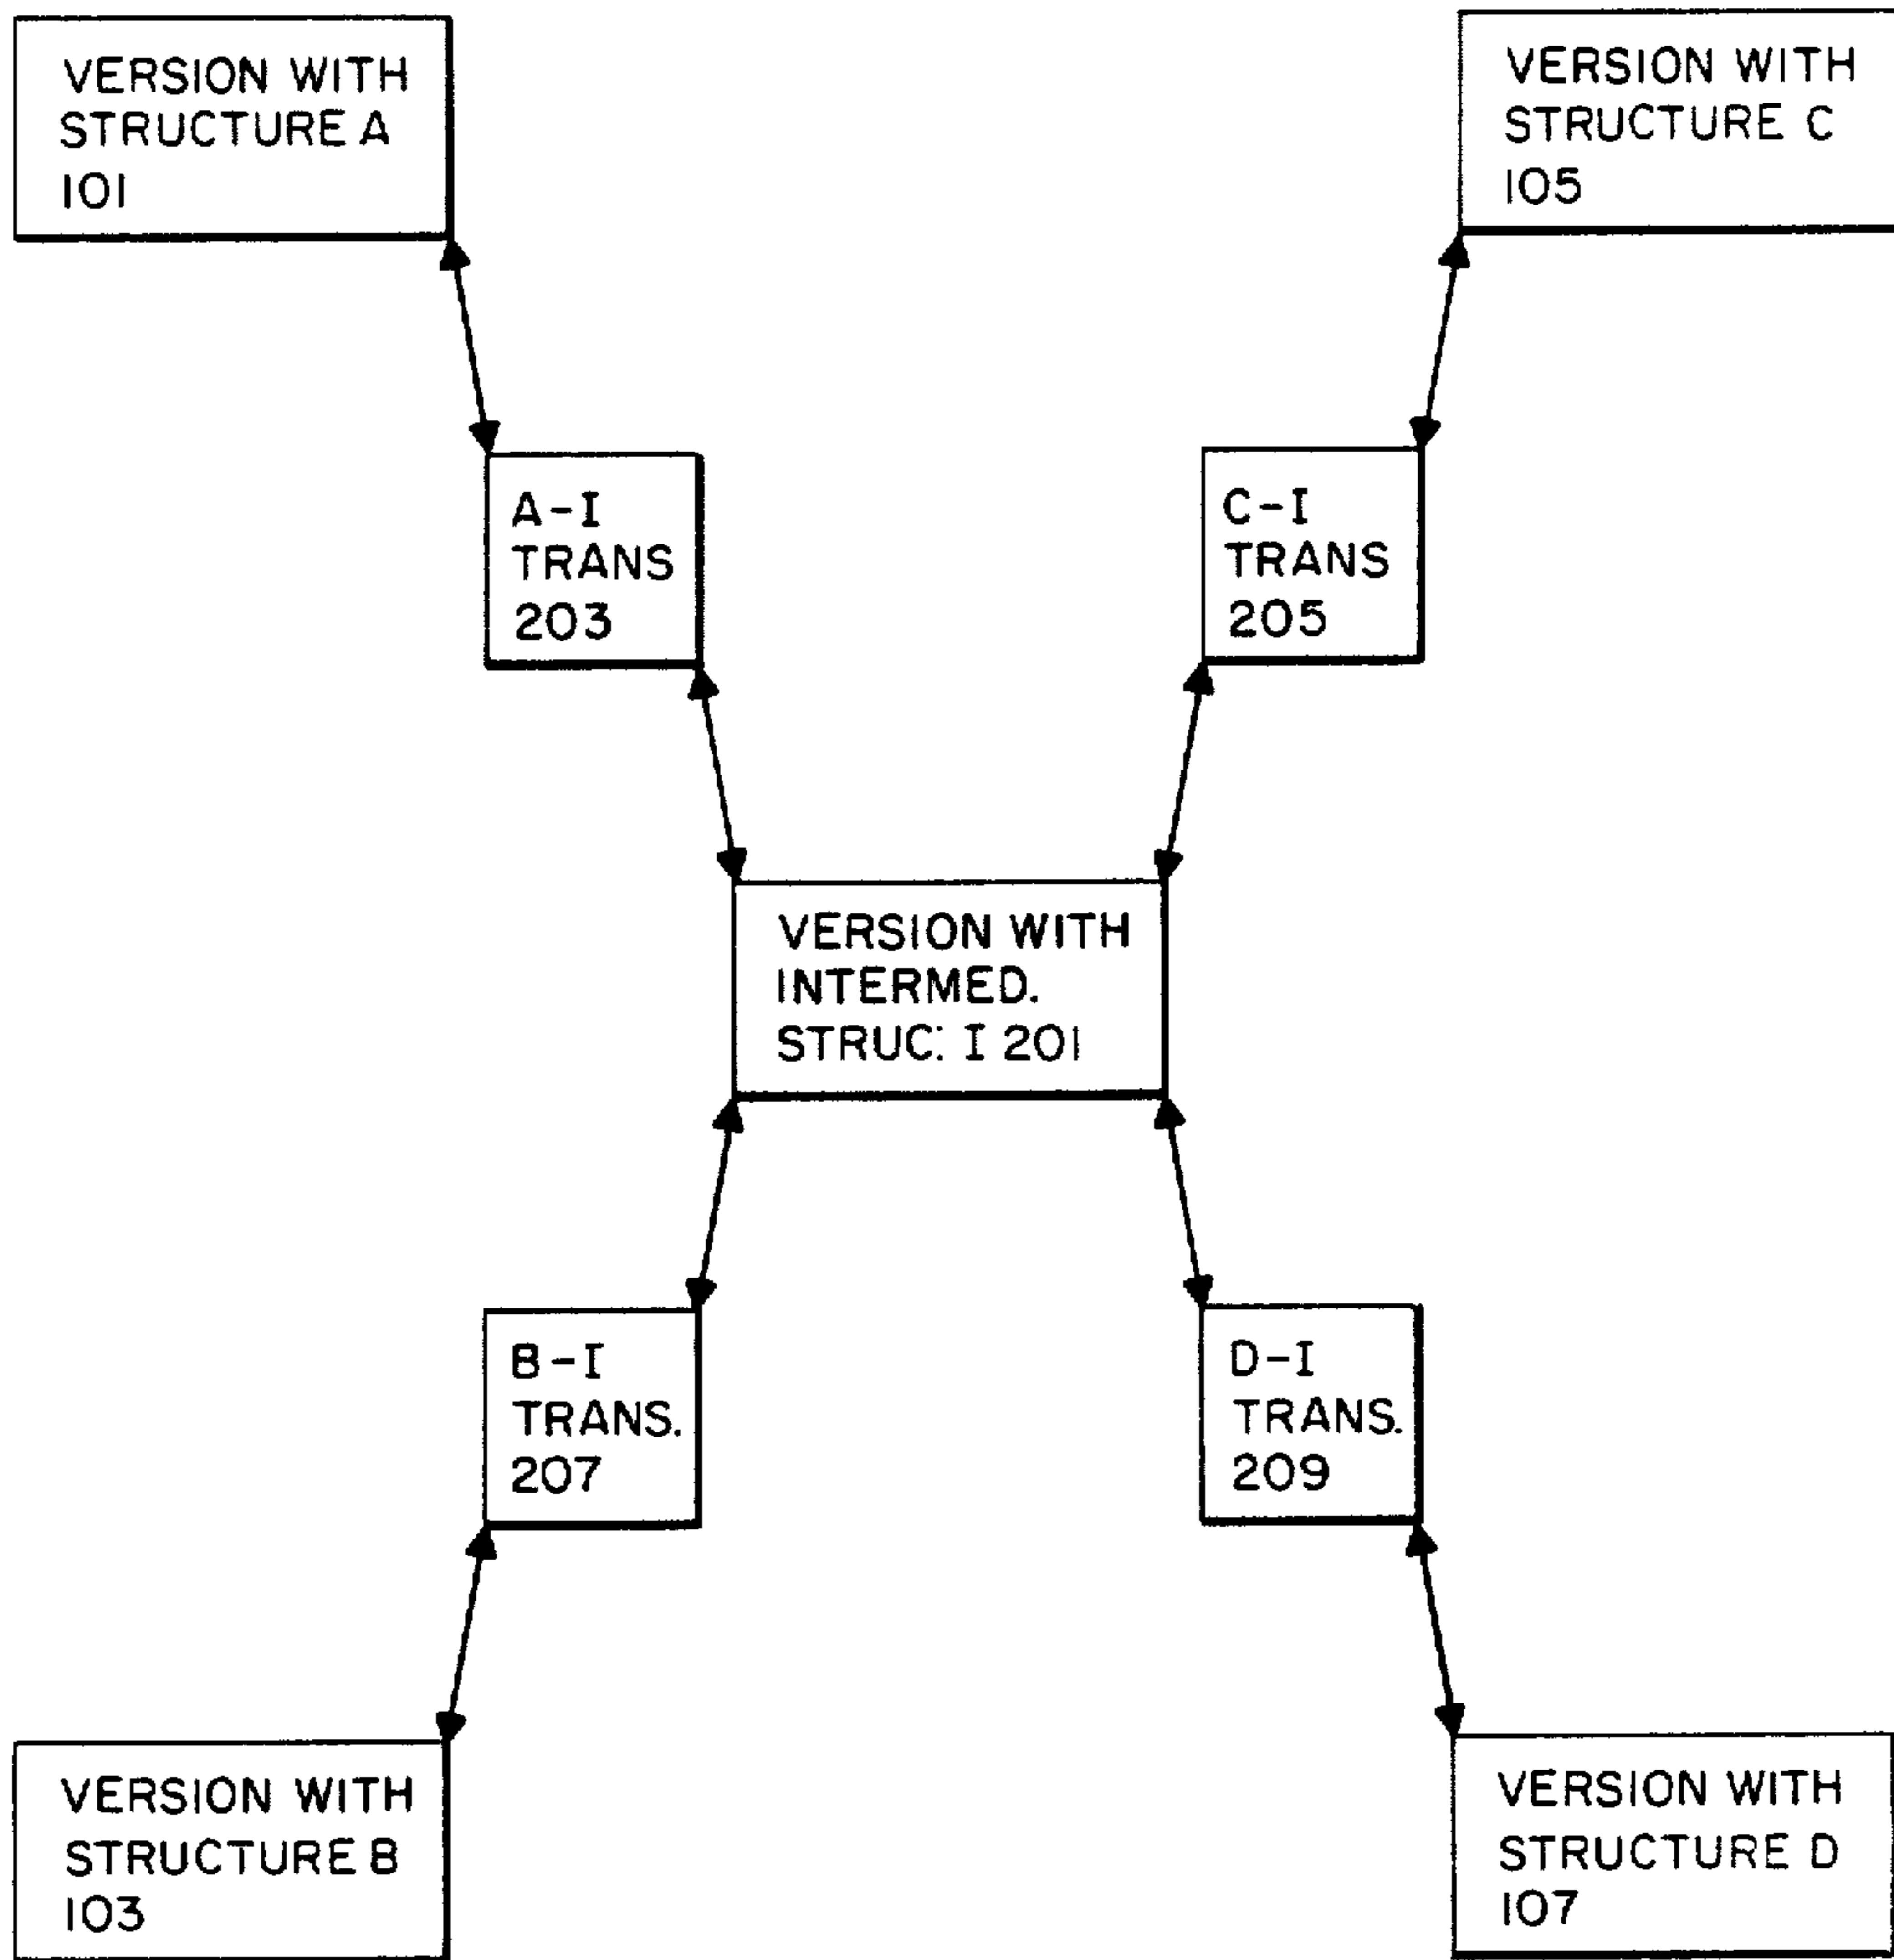 VERSION WITH
STRUCTURE A
101
VERSION WITH
STRUCTURE C
105
A-I
TRANS
203
C-I
TRANS
205
VERSION WITH
INTERMED.
STRUC: I 201
B-I
TRANS.
207
D-I
TRANS.
209
VERSION WITH
STRUCTURE B
103
VERSION WITH
STRUCTURE D
107